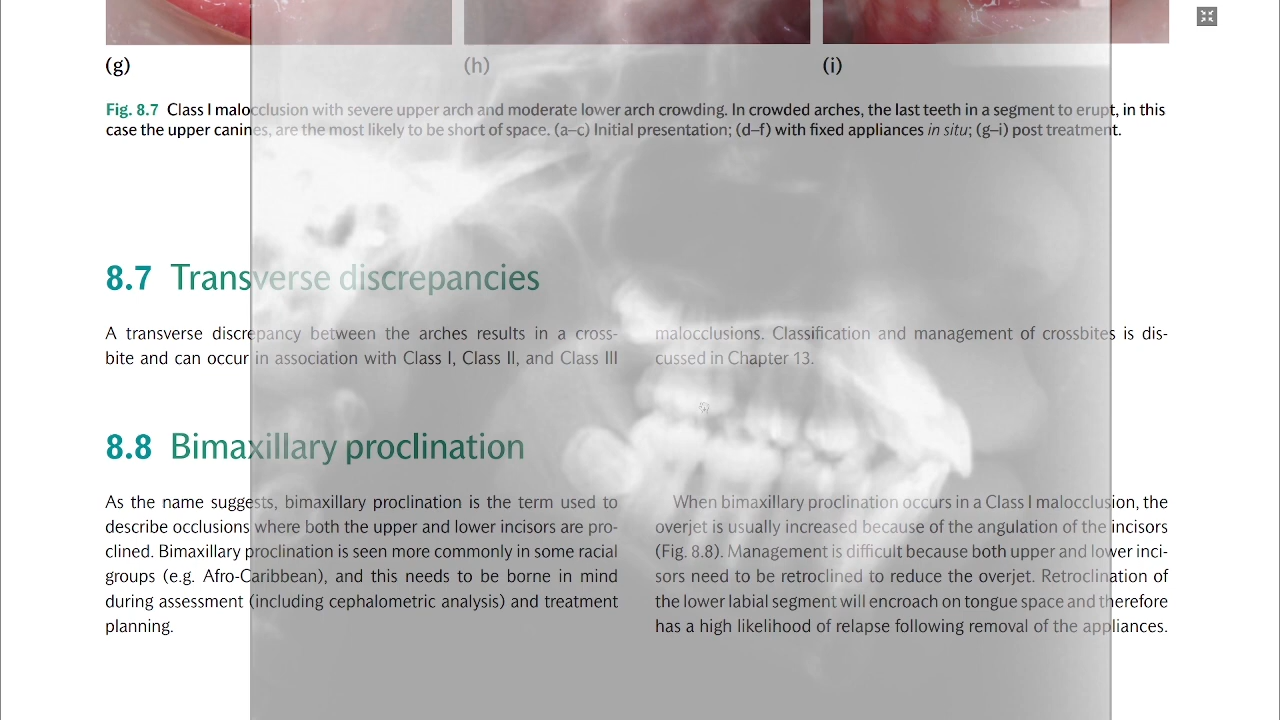 (g)
(h)
(i)
Fig. 8.7 Class I malocclusion with severe upper arch and moderate lower arch crowding. In crowded arches, the last teeth in a segment to erupt, in this
case the upper canines, are the most likely to be short of space. (a–c) Initial presentation; (d–f) with fixed appliances in situ; (g–i) post treatment.
8.7 Transverse discrepancies
A transverse discrepancy between the arches results in a cross-
bite and can occur in association with Class I, Class II, and Class III
malocclusions. Classification and management of crossbites is dis-
cussed in Chapter 13.
8.8 Bimaxillary proclination
As the name suggests, bimaxillary proclination is the term used to
describe occlusions where both the upper and lower incisors are pro-
clined. Bimaxillary proclination is seen more commonly in some racial
groups (e.g. Afro-Caribbean), and this needs to be borne in mind
during assessment (including cephalometric analysis) and treatment
planning.
When bimaxillary proclination occurs in a Class I malocclusion, the
overjet is usually increased because of the angulation of the incisors
(Fig. 8.8). Management is difficult because both upper and lower inci-
sors need to be retroclined to reduce the overjet. Retroclination of
the lower labial segment will encroach on tongue space and therefore
has a high likelihood of relapse following removal of the appliances.